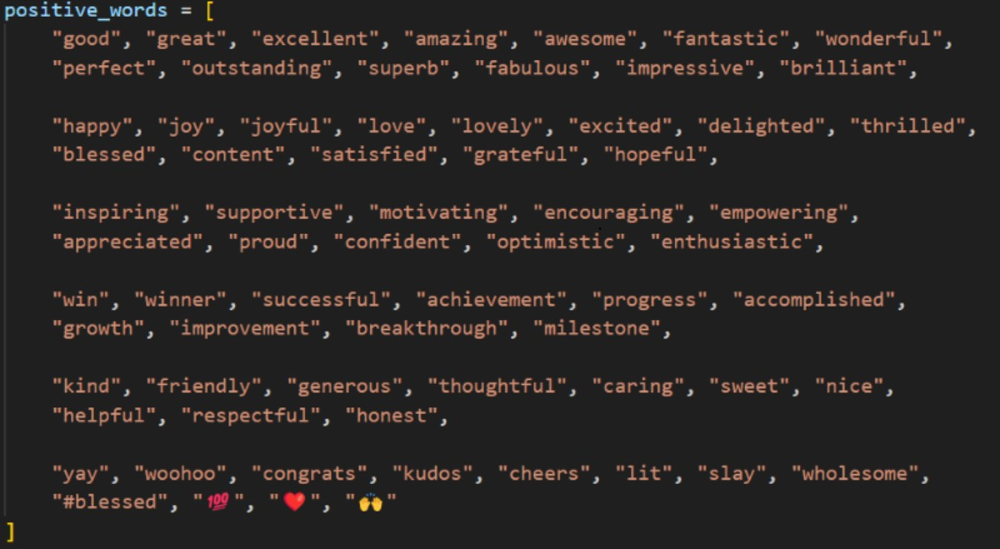 positive_words = [
"good", "great", "excellent", "amazing", "awesome", "fantastic", "wonderful",
"perfect", "outstanding", "superb", "fabulous", "impressive", "brilliant",
"happy", "joy", "joyful", "love", "lovely", "excited", "delighted", "thrilled",
"blessed", "content", "satisfied", "grateful", "hopeful",
"inspiring", "supportive", "motivating", "encouraging", "empowering",
"appreciated", "proud", "confident", "optimistic", "enthusiastic",
"win", "winner", "successful", "achievement", "progress", "accomplished",
"growth", "improvement", "breakthrough", "milestone",
"kind", "friendly", "generous", "thoughtful", "caring", "sweet", "nice",
"helpful", "respectful", "honest",
"yay", "woohoo", "congrats", "kudos", "cheers", "lit", "slay", "wholesome",
"#blessed", "💯", "❤️", "🙌"
]